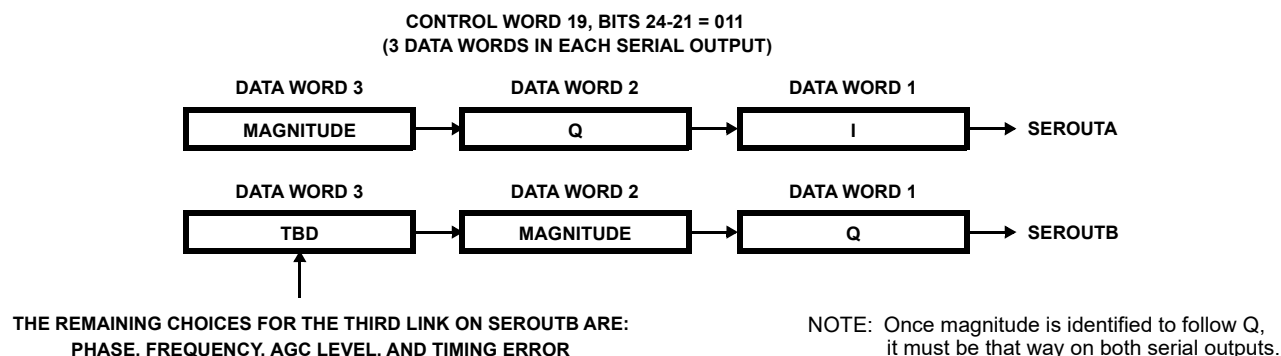 CONTROL WORD 19, BITS 24-21 = 011
(3 DATA WORDS IN EACH SERIAL OUTPUT)
DATA WORD 3 DATA WORD 2 DATA WORD 1
MAGNITUDE Q I SEROUTA
DATA WORD 3 DATA WORD 2 DATA WORD 1
TBD MAGNITUDE Q SEROUTB
THE REMAINING CHOICES FOR THE THIRD LINK ON SEROUTB ARE:
PHASE, FREQUENCY, AGC LEVEL, AND TIMING ERROR
NOTE: Once magnitude is identified to follow Q,
it must be that way on both serial outputs.